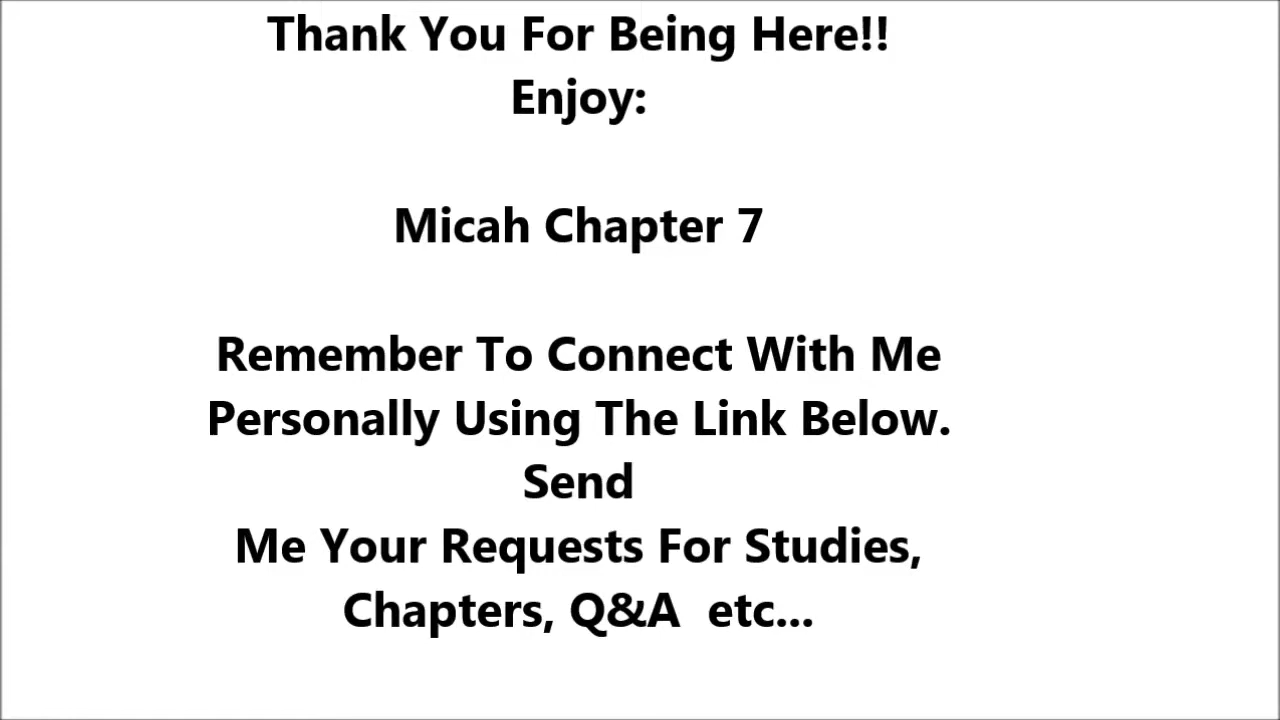 Thank You For Being Here!!
Enjoy:
Micah Chapter 7
Remember To Connect With Me
Personally Using The Link Below.
Send
Me Your Requests For Studies,
Chapters, Q&A  etc...